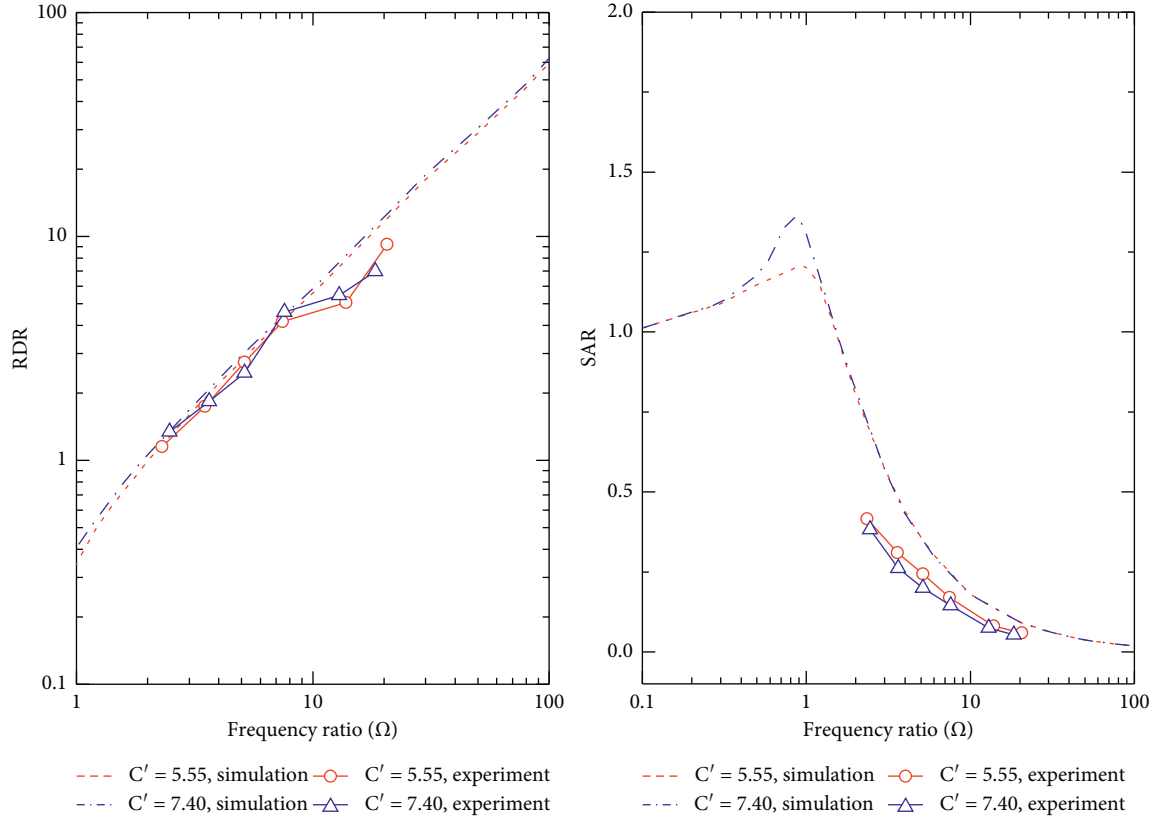 100
10
1
0.1
RDR
1
10
100
Frequency ratio (Ω)
C′ = 5.55, simulation
C′ = 5.55, experiment
C′ = 7.40, simulation
C′ = 7.40, experiment
2.0
1.5
1.0
0.5
0.0
SAR
0.1
1
10
100
Frequency ratio (Ω)
C′ = 5.55, simulation
C′ = 5.55, experiment
C′ = 7.40, simulation
C′ = 7.40, experiment